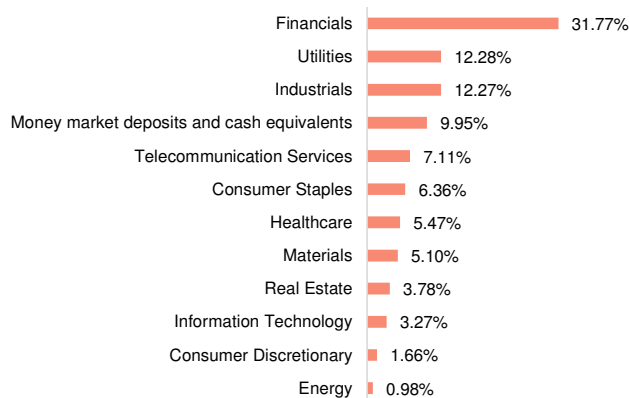 Financials 31.77%
Utilities 12.28%
Industrials 12.27%
Money market deposits and cash equivalents 9.95%
Telecommunication Services 7.11%
Consumer Staples 6.36%
Healthcare 5.47%
Materials 5.10%
Real Estate 3.78%
Information Technology 3.27%
Consumer Discretionary 1.66%
Energy 0.98%